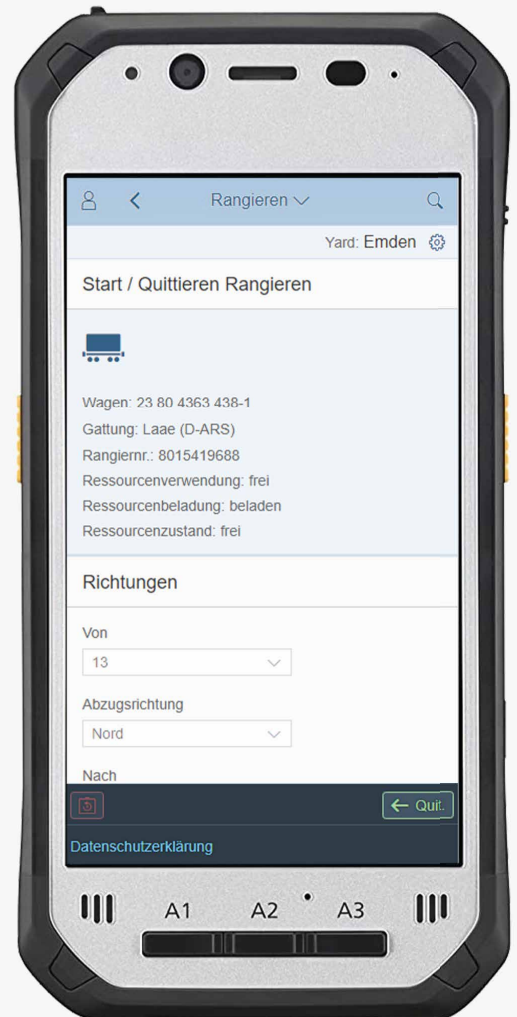 Rangieren
Yard: Emden
Start / Quittieren Rangieren
Wagen: 23 80 4363 438-1
Gattung: Laae (D-ARS)
Rangiernr.: 8015419688
Ressourcenverwendung: frei
Ressourcenbeladung: beladen
Ressourcenzustand: frei
Richtungen
Von
13
Abzugsrichtung
Nord
Nach
Quit.
Datenschutzerklärung
A1 A2 A3